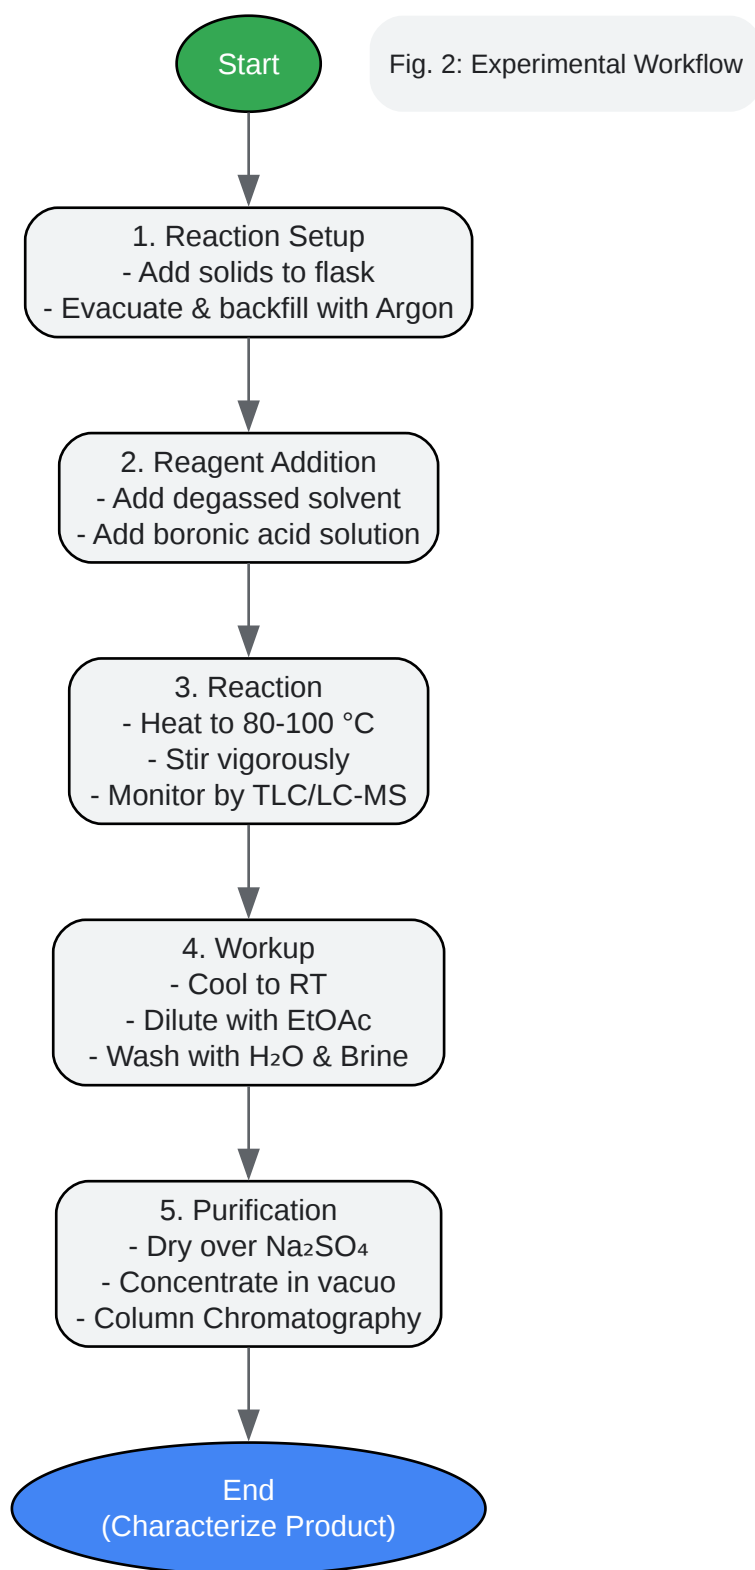 Start
Fig. 2: Experimental Workflow
1. Reaction Setup
- Add solids to flask
- Evacuate & backfill with Argon
2. Reagent Addition
- Add degassed solvent
- Add boronic acid solution
3. Reaction
- Heat to 80-100 °C
- Stir vigorously
- Monitor by TLC/LC-MS
4. Workup
- Cool to RT
- Dilute with EtOAc
- Wash with H₂O & Brine
5. Purification
- Dry over Na₂SO₄
- Concentrate in vacuo
- Column Chromatography
End
(Characterize Product)